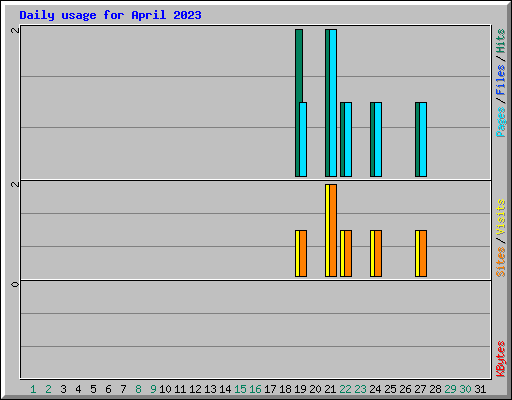 Daily usage for April 2023
2
Pages / Files / Hits
2
Sites / Visits
0
KBytes
1 2 3 4 5 6 7 8 9 10 11 12 13 14 15 16 17 18 19 20 21 22 23 24 25 26 27 28 29 30 31